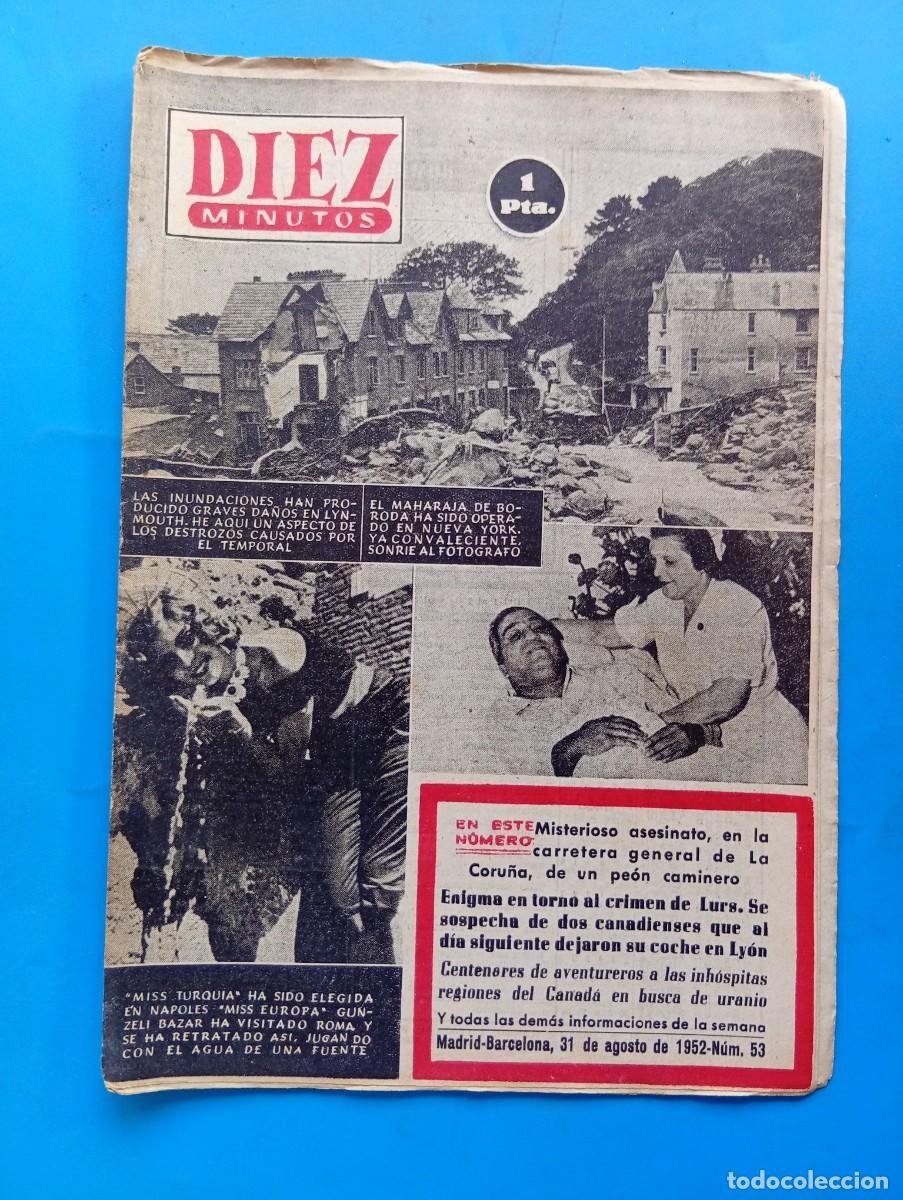 DIEZ
MINUTOS
1
Pta.
LAS INUNDACIONES HAN PRO-
DUCIDO GRAVES DAÑOS EN LYN-
MOUTH. HE AQUI UN ASPECTO DE
LOS DESTROZOS CAUSADOS POR
EL TEMPORAL
EL MAHARAJA DE BO-
RODA HA SIDO OPERA-
DO EN NUEVA YORK.
YA CONVALECIENTE,
SONRIE AL FOTOGRAFO
"MISS TURQUIA" HA SIDO ELEGIDA
EN NAPOLES "MISS EUROPA" GUN-
ZELI BAZAR HA VISITADO ROMA Y
SE HA RETRATADO ASI, JUGANDO
CON EL AGUA DE UNA FUENTE
EN ESTE NÚMERO
Misterioso asesinato, en la
carretera general de La
Coruña, de un peón caminero
Enigma en torno al crimen de Lurs. Se
sospecha de dos canadienses que al
día siguiente dejaron su coche en Lyón
Centenares de aventureros a las inhóspitas
regiones del Canadá en busca de uranio
Y todas las demás informaciones de la semana
Madrid-Barcelona, 31 de agosto de 1952-Núm. 53
todocoleccion